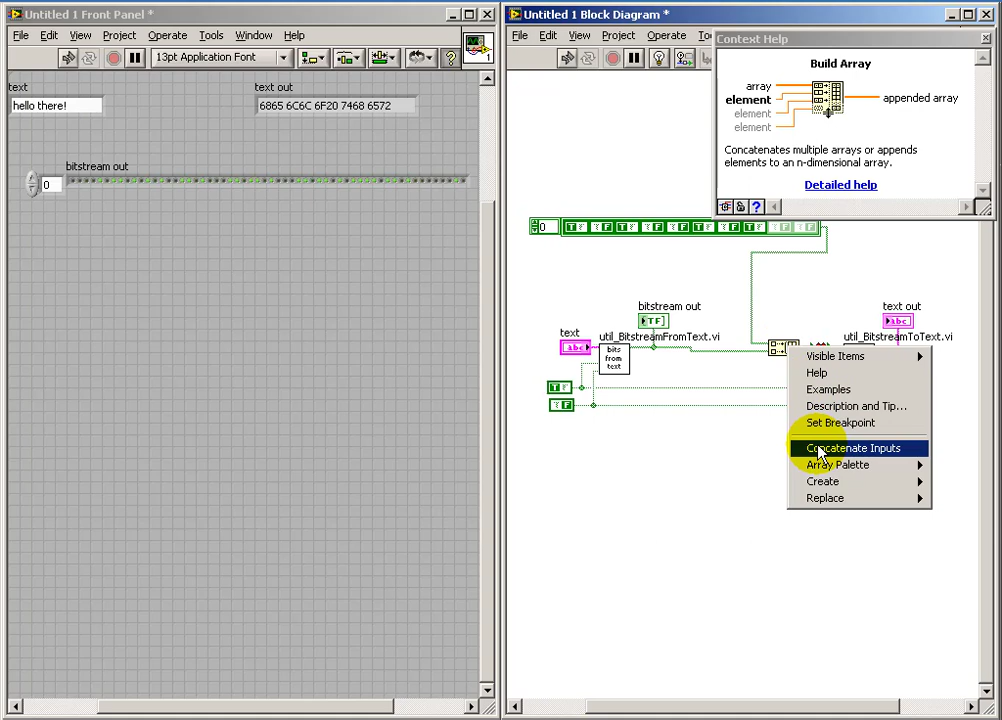 Untitled 1 Front Panel *
File Edit View Project Operate Tools Window Help
13pt Application Font
1
text
hello there!
text out
6865 6C6C 6F20 7468 6572
bitstream out
0
Untitled 1 Block Diagram *
File Edit View Project Operate
Context Help
Build Array
array
element
element
element
appended array
Concatenates multiple arrays or appends
elements to an n-dimensional array.
Detailed help
?
0 T F T F T F T F T F T F T F T F
bitstream out
TF
text
abc
util_BitstreamFromText.vi
bits
from
text
text out
abc
util_BitstreamToText.vi
T
F
Visible Items
Help
Examples
Description and Tip...
Set Breakpoint
Concatenate Inputs
Array Palette
Create
Replace